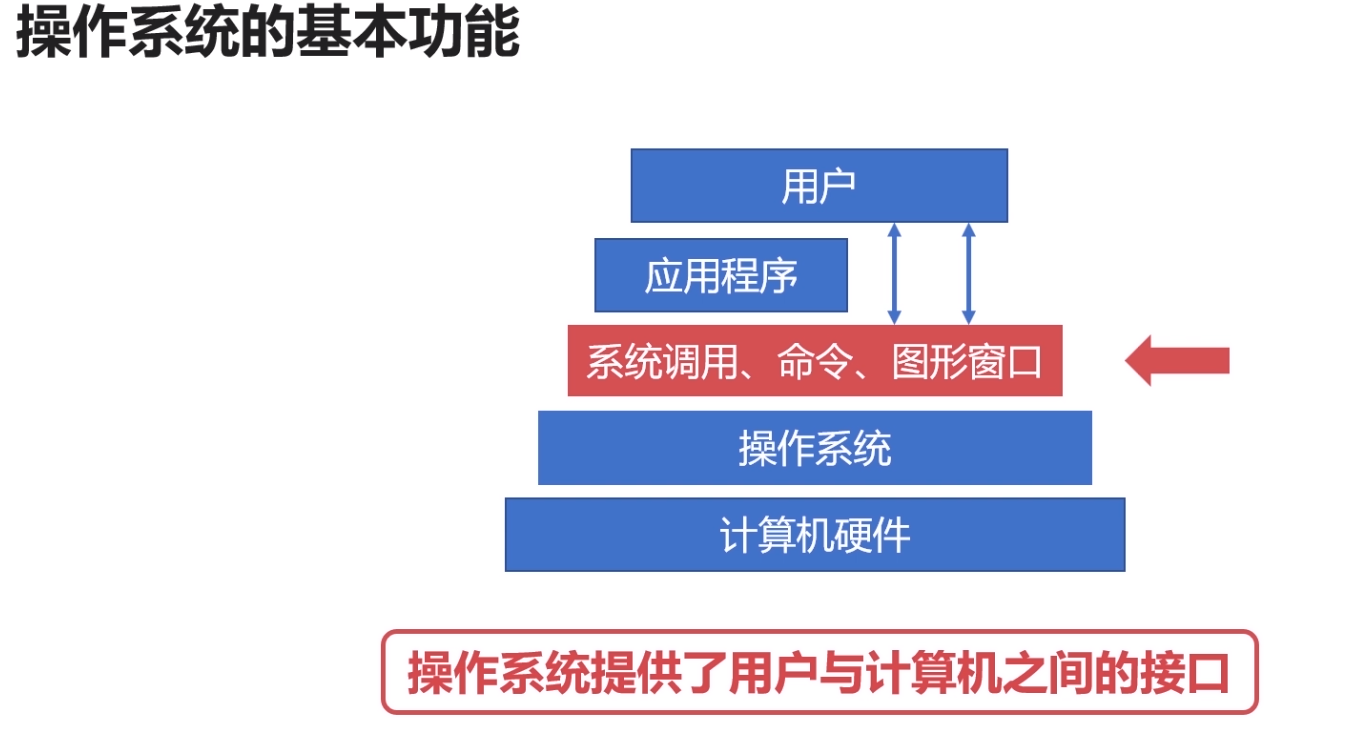 操作系统的基本功能
用户
应用程序
系统调用、命令、图形窗口
操作系统
计算机硬件
操作系统提供了用户与计算机之间的接口